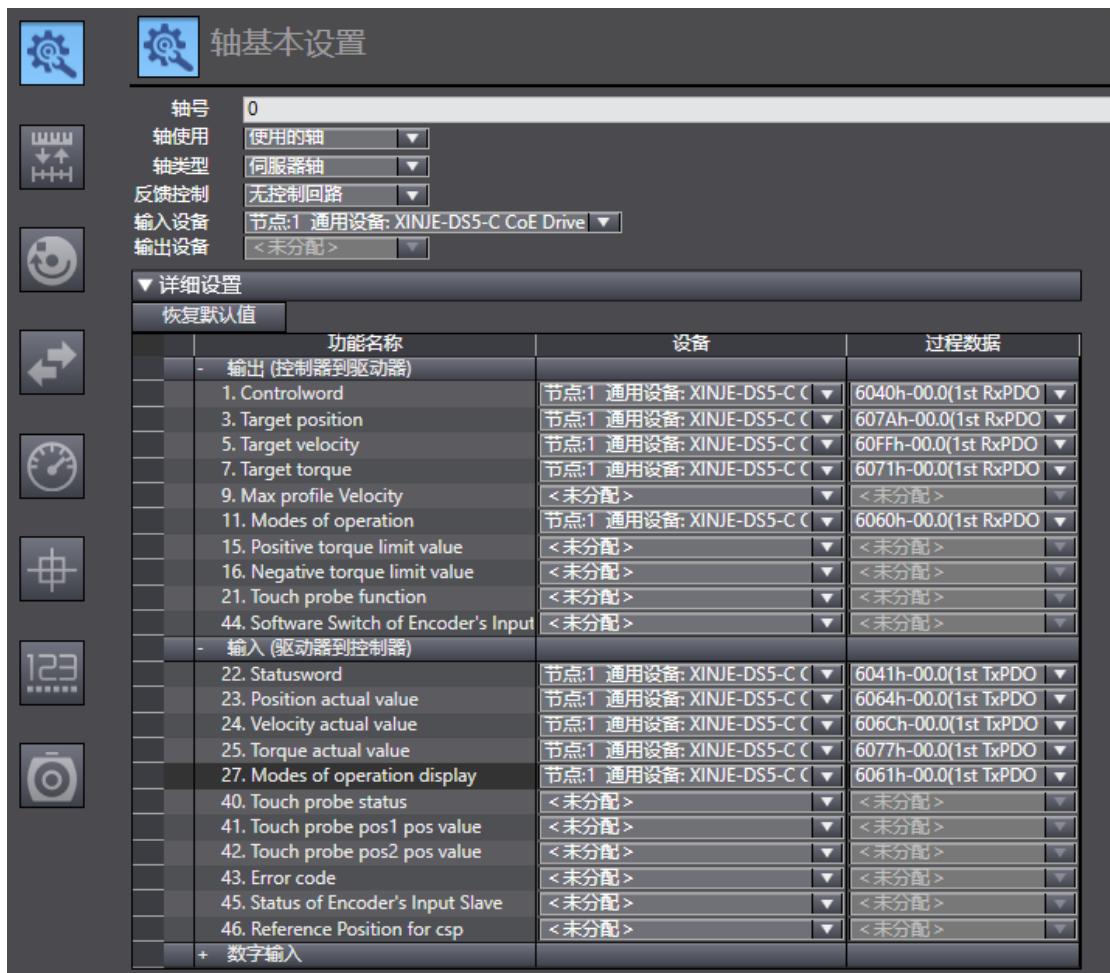 轴基本设置
轴号 0
轴使用 使用的轴
轴类型 伺服器轴
反馈控制 无控制回路
输入设备 节点:1 通用设备: XINJE-DS5-C CoE Drive
输出设备 <未分配>
详细设置
恢复默认值
功能名称 设备 过程数据
- 输出 (控制器到驱动器)
1. Controlword 节点:1 通用设备: XINJE-DS5-C C 6040h-00.0(1st RxPDO
3. Target position 节点:1 通用设备: XINJE-DS5-C C 607Ah-00.0(1st RxPDO
5. Target velocity 节点:1 通用设备: XINJE-DS5-C C 60FFh-00.0(1st RxPDO
7. Target torque 节点:1 通用设备: XINJE-DS5-C C 6071h-00.0(1st RxPDO
9. Max profile Velocity <未分配> <未分配>
11. Modes of operation 节点:1 通用设备: XINJE-DS5-C C 6060h-00.0(1st RxPDO
15. Positive torque limit value <未分配> <未分配>
16. Negative torque limit value <未分配> <未分配>
21. Touch probe function <未分配> <未分配>
44. Software Switch of Encoder's Input <未分配> <未分配>
- 输入 (驱动器到控制器)
22. Statusword 节点:1 通用设备: XINJE-DS5-C C 6041h-00.0(1st TxPDO
23. Position actual value 节点:1 通用设备: XINJE-DS5-C C 6064h-00.0(1st TxPDO
24. Velocity actual value 节点:1 通用设备: XINJE-DS5-C C 606Ch-00.0(1st TxPDO
25. Torque actual value 节点:1 通用设备: XINJE-DS5-C C 6077h-00.0(1st TxPDO
27. Modes of operation display 节点:1 通用设备: XINJE-DS5-C C 6061h-00.0(1st TxPDO
40. Touch probe status <未分配> <未分配>
41. Touch probe pos1 pos value <未分配> <未分配>
42. Touch probe pos2 pos value <未分配> <未分配>
43. Error code <未分配> <未分配>
45. Status of Encoder's Input Slave <未分配> <未分配>
46. Reference Position for csp <未分配> <未分配>
+ 数字输入
123